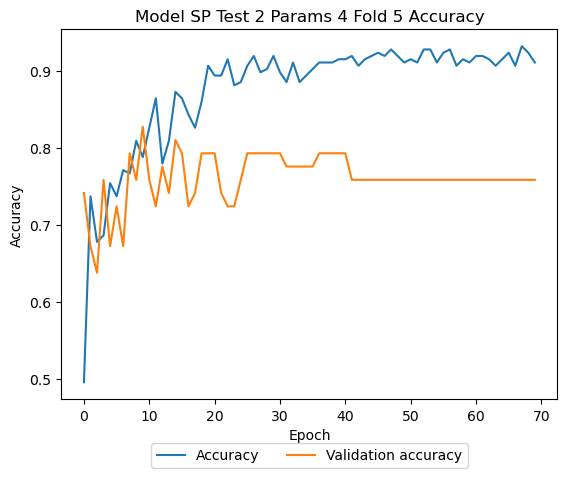 Model SP Test 2 Params 4 Fold 5 Accuracy
0.9
0.8
0.7
0.6
0.5
Accuracy
0 10 20 30 40 50 60 70
Epoch
Accuracy Validation accuracy